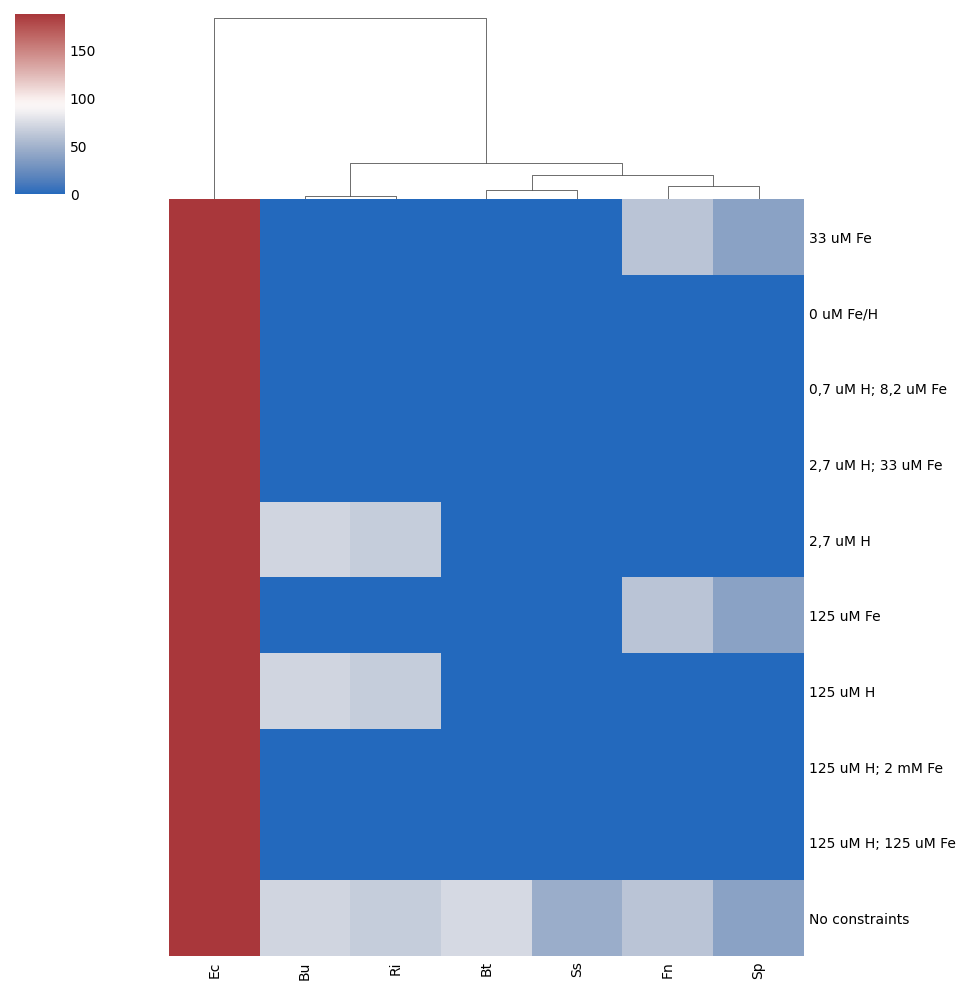 150
100
50
0
33 uM Fe
0 uM Fe/H
0,7 uM H; 8,2 uM Fe
2,7 uM H; 33 uM Fe
2,7 uM H
125 uM Fe
125 uM H
125 uM H; 2 mM Fe
125 uM H; 125 uM Fe
No constraints
Ec
Bu
Ri
Bt
Ss
Fn
Sp